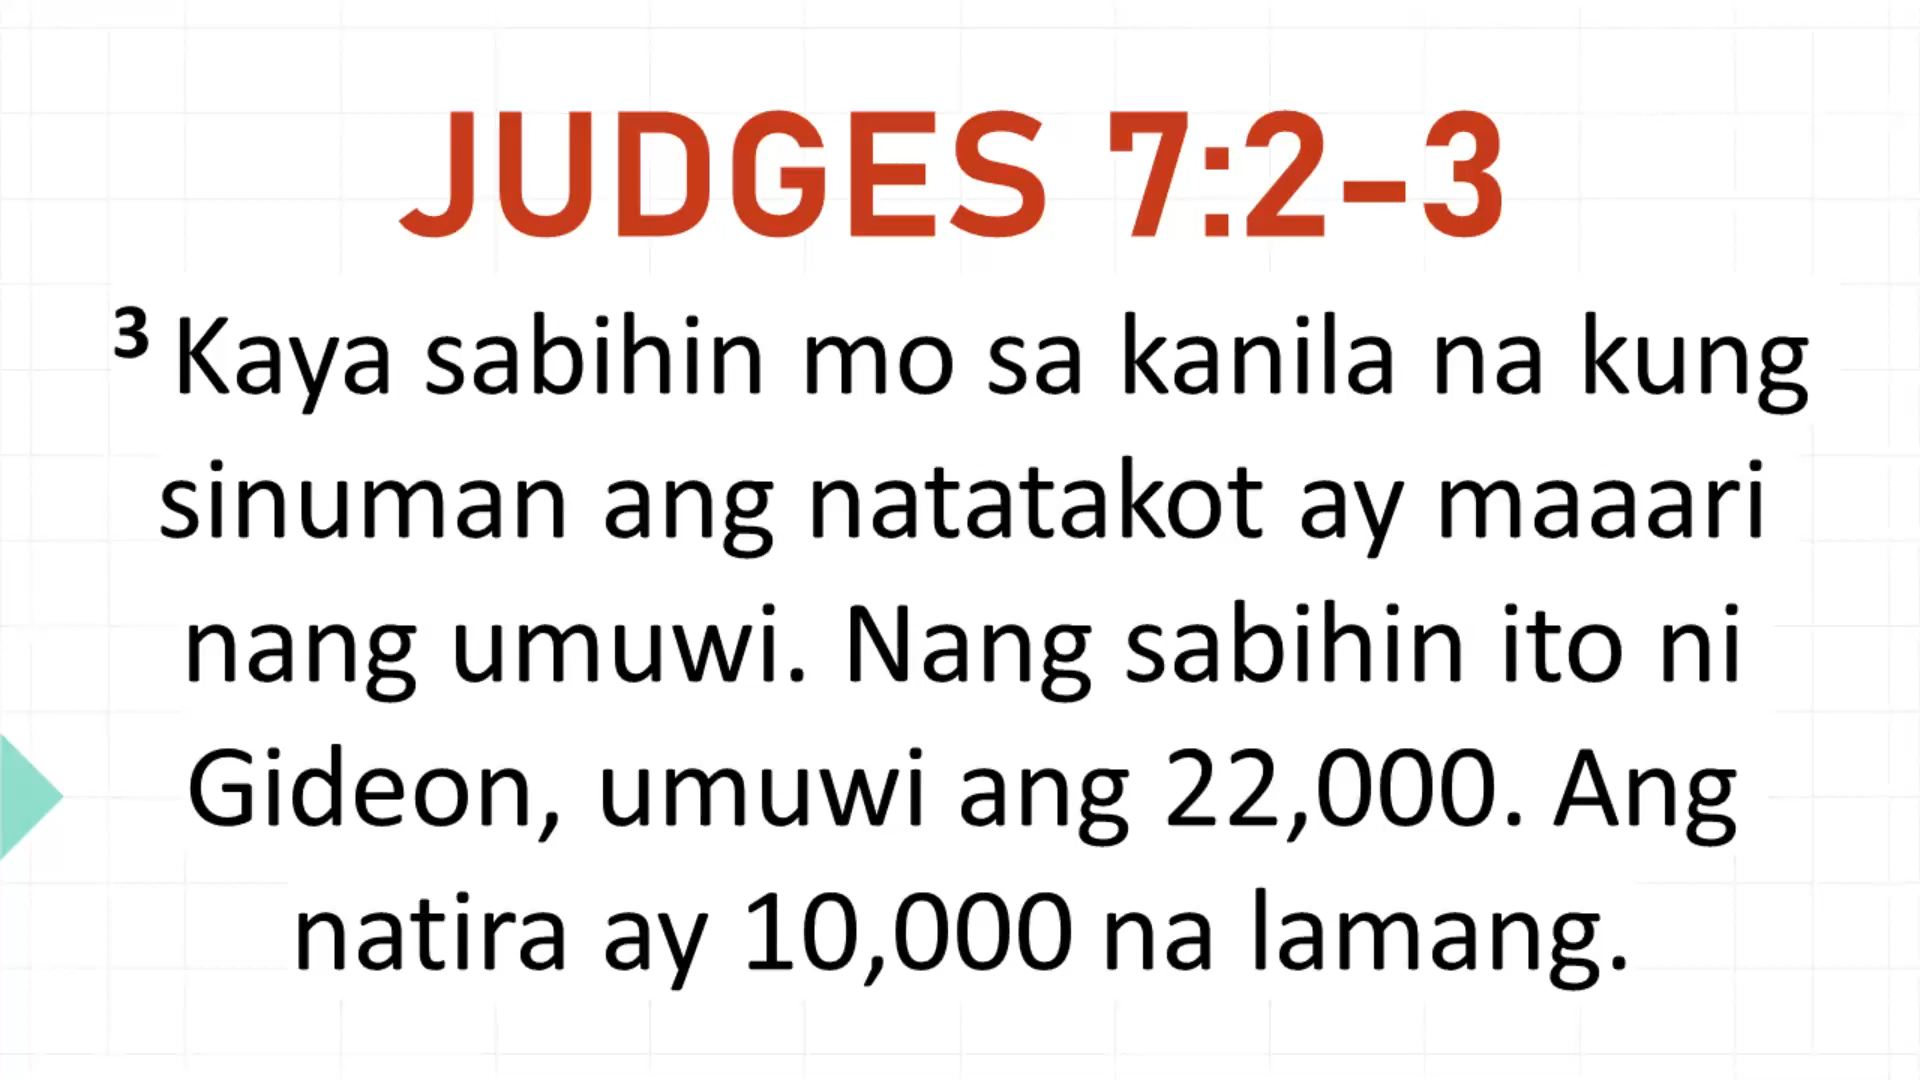 JUDGES 7:2-3
3 Kaya sabihin mo sa kanila na kung
sinuman ang natatakot ay maaari
nang umuwi. Nang sabihin ito ni
Gideon, umuwi ang 22,000. Ang
natira ay 10,000 na lamang.